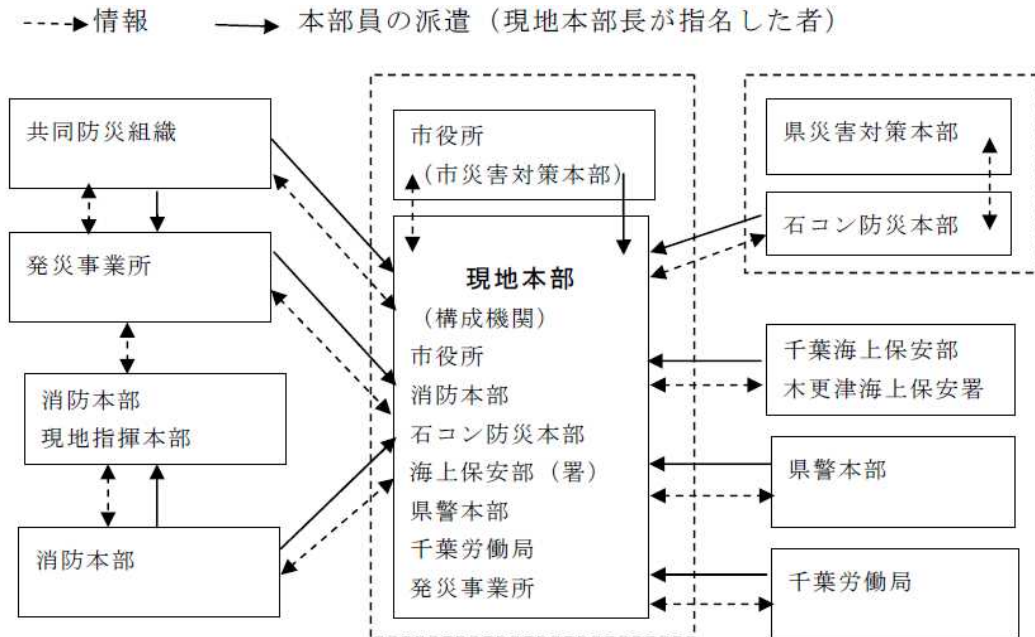 情報
本部員の派遣（現地本部長が指名した者）
共同防災組織
発災事業所
消防本部
現地指揮本部
消防本部
市役所
（市災害対策本部）
現地本部
（構成機関）
市役所
消防本部
石コン防災本部
海上保安部（署）
県警本部
千葉労働局
発災事業所
県災害対策本部
石コン防災本部
千葉海上保安部
木更津海上保安署
県警本部
千葉労働局